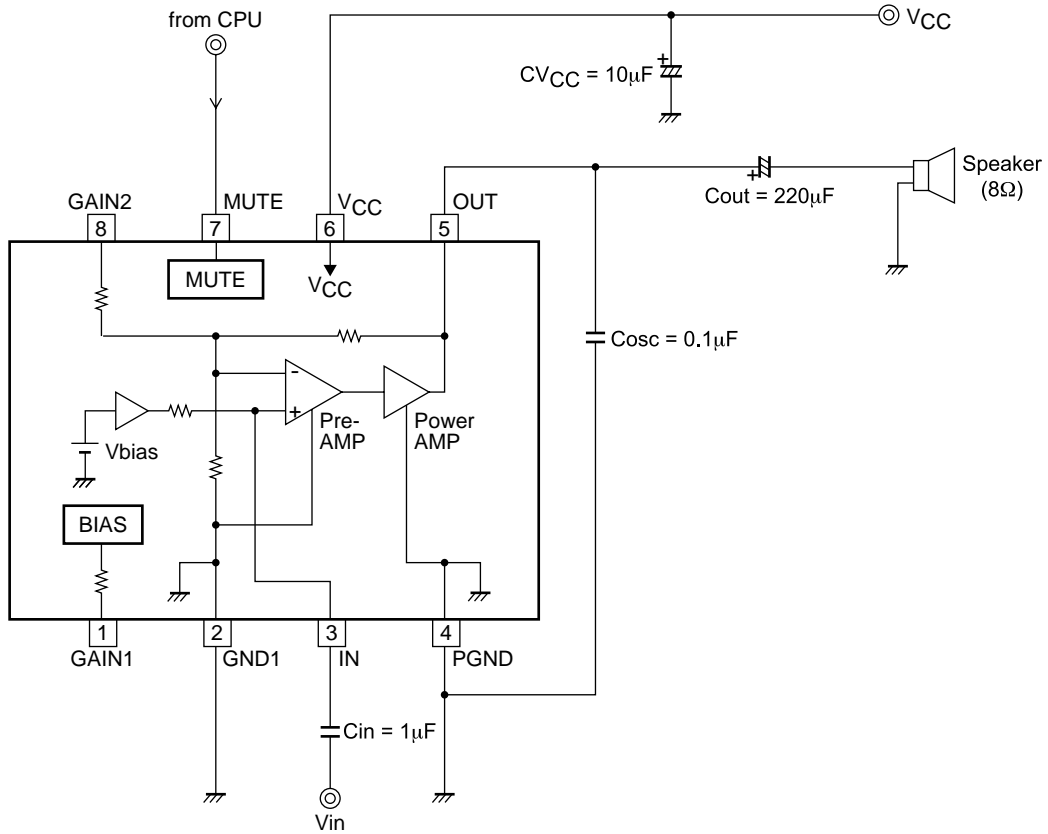 from CPU
VCC
CVCC = 10μF
+
Speaker
(8Ω)
+
Cout = 220μF
GAIN2
MUTE
VCC
OUT
8
7
6
5
MUTE
VCC
Cosc = 0.1μF
-
+
Pre-
AMP
Power
AMP
Vbias
BIAS
1
2
3
4
GAIN1
GND1
IN
PGND
Cin = 1μF
Vin